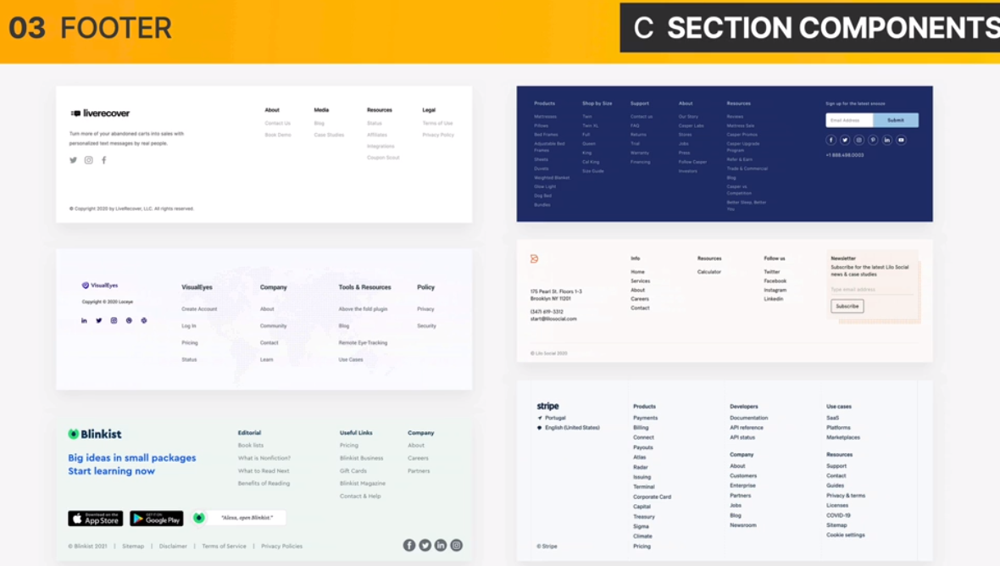 03 FOOTER
C SECTION COMPONENTS
liverecover
Turn more of your abandoned carts into sales with
personalized text messages by real people.
About
Contact Us
Book Demo
Media
Blog
Case Studies
Resources
Status
Affiliates
Integrations
Coupon Scout
Legal
Terms of Use
Privacy Policy
© Copyright 2020 by LiveRecover, LLC. All rights reserved.
Products
Mattresses
Pillows
Bed Frames
Adjustable Bed
Frames
Sheets
Duvets
Weighted Blanket
Glow Light
Dog Bed
Bundles
Shop by Size
Twin
Twin XL
Full
Queen
King
Cal King
Size Guide
Support
Contact us
FAQ
Returns
Trial
Warranty
Financing
About
Our Story
Casper Labs
Stores
Jobs
Press
Follow Casper
Investors
Resources
Reviews
Mattress Sale
Casper Promos
Casper Upgrade
Program
Refer & Earn
Trade & Commercial
Blog
Casper vs.
Competition
Better Sleep, Better
You
Sign up for the latest snooze
Email Address
Submit
+1 888.498.0003
VisualEyes
Copyright © 2020 Loceye
VisualEyes
Create Account
Log In
Pricing
Status
Company
About
Community
Contact
Learn
Tools & Resources
Above the fold plugin
Blog
Remote Eye-Tracking
Use Cases
Policy
Privacy
Security
175 Pearl St. Floors 1-3
Brooklyn NY 11201
(347) 619-3312
start@lilosocial.com
Info
Home
Services
About
Careers
Contact
Resources
Calculator
Follow us
Twitter
Facebook
Instagram
Linkedin
Newsletter
Subscribe for the latest Lilo Social
news & case studies
Type email address
Subscribe
© Lilo Social 2020
Blinkist
Big ideas in small packages
Start learning now
Editorial
Book lists
What is Nonfiction?
What to Read Next
Benefits of Reading
Useful Links
Pricing
Blinkist Business
Gift Cards
Blinkist Magazine
Contact & Help
Company
About
Careers
Partners
Download on the
App Store
GET IT ON
Google Play
"Alexa, open Blinkist."
© Blinkist 2021 | Sitemap | Disclaimer | Terms of Service | Privacy Policies
stripe
Portugal
English (United States)
Products
Payments
Billing
Connect
Payouts
Atlas
Radar
Issuing
Terminal
Corporate Card
Capital
Treasury
Sigma
Climate
Pricing
Developers
Documentation
API reference
API status
Company
About
Customers
Enterprise
Partners
Jobs
Blog
Newsroom
Use cases
SaaS
Platforms
Marketplaces
Resources
Support
Contact
Guides
Privacy & terms
Licenses
COVID-19
Sitemap
Cookie settings
© Stripe